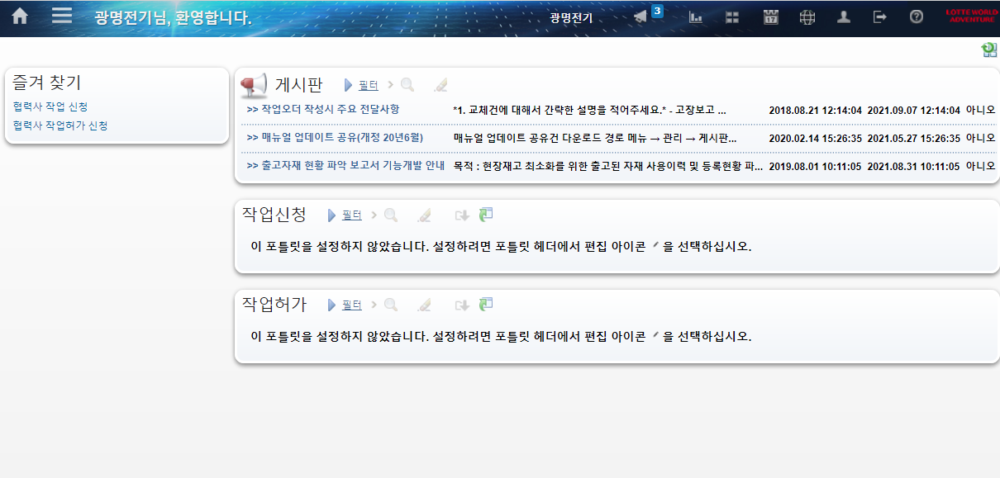 광명전기님, 환영합니다.
광명전기
3
17
LOTTE WORLD
ADVENTURE
즐겨 찾기
협력사 작업 신청
협력사 작업허가 신청
게시판 필터
>> 작업오더 작성시 주요 전달사항 *1. 교체건에 대해서 간략한 설명을 적어주세요.* - 고장보고 ... 2018.08.21 12:14:04 2021.09.07 12:14:04 아니오
>> 매뉴얼 업데이트 공유(개정 20년6월) 매뉴얼 업데이트 공유건 다운로드 경로 메뉴 → 관리 → 게시판... 2020.02.14 15:26:35 2021.05.27 15:26:35 아니오
>> 출고자재 현황 파악 보고서 기능개발 안내 목적 : 현장재고 최소화를 위한 출고된 자재 사용이력 및 등록현황 파... 2019.08.01 10:11:05 2021.08.31 10:11:05 아니오
작업신청 필터
이 포틀릿을 설정하지 않았습니다. 설정하려면 포틀릿 헤더에서 편집 아이콘 을 선택하십시오.
작업허가 필터
이 포틀릿을 설정하지 않았습니다. 설정하려면 포틀릿 헤더에서 편집 아이콘 을 선택하십시오.